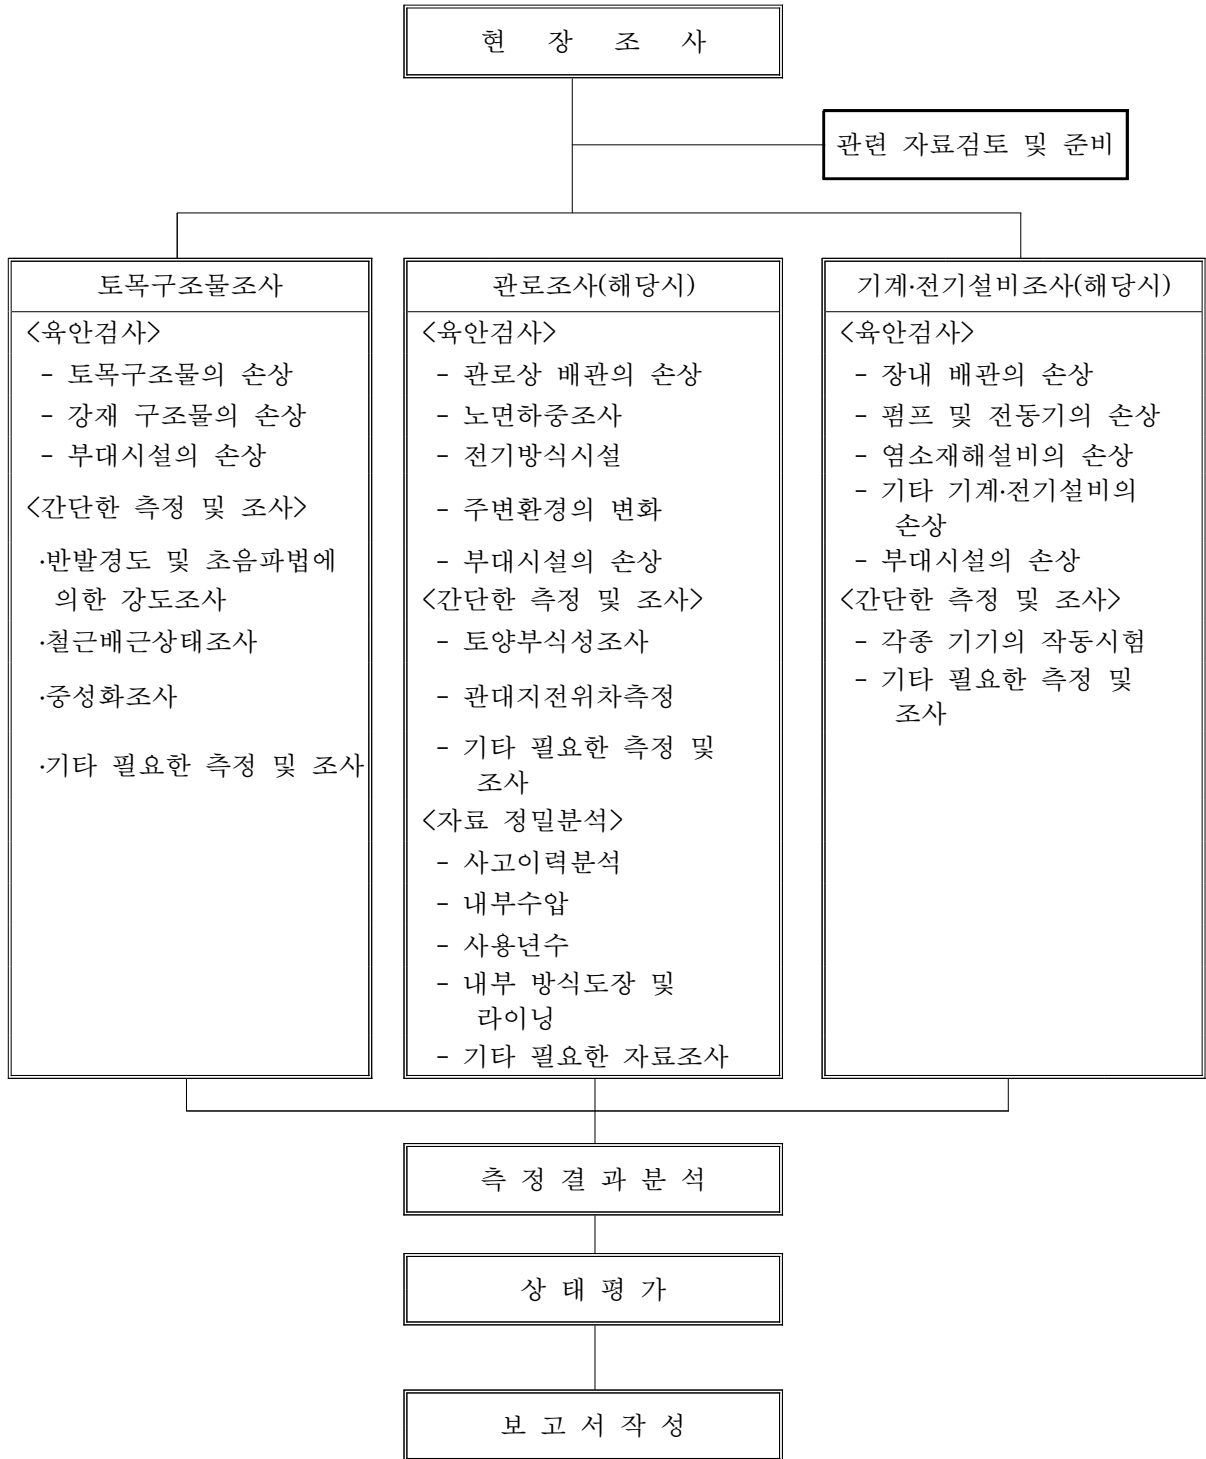 현 장 조 사
관련 자료검토 및 준비
토목구조물조사
<육안검사>
- 토목구조물의 손상
- 강재 구조물의 손상
- 부대시설의 손상
<간단한 측정 및 조사>
·반발경도 및 초음파법에
의한 강도조사
·철근배근상태조사
·중성화조사
·기타 필요한 측정 및 조사
관로조사(해당시)
<육안검사>
- 관로상 배관의 손상
- 노면하중조사
- 전기방식시설
- 주변환경의 변화
- 부대시설의 손상
<간단한 측정 및 조사>
- 토양부식성조사
- 관대지전위차측정
- 기타 필요한 측정 및
조사
<자료 정밀분석>
- 사고이력분석
- 내부수압
- 사용년수
- 내부 방식도장 및
라이닝
- 기타 필요한 자료조사
기계·전기설비조사(해당시)
<육안검사>
- 장내 배관의 손상
- 펌프 및 전동기의 손상
- 염소재해설비의 손상
- 기타 기계·전기설비의
손상
- 부대시설의 손상
<간단한 측정 및 조사>
- 각종 기기의 작동시험
- 기타 필요한 측정 및
조사
측 정 결 과 분 석
상 태 평 가
보 고 서 작 성